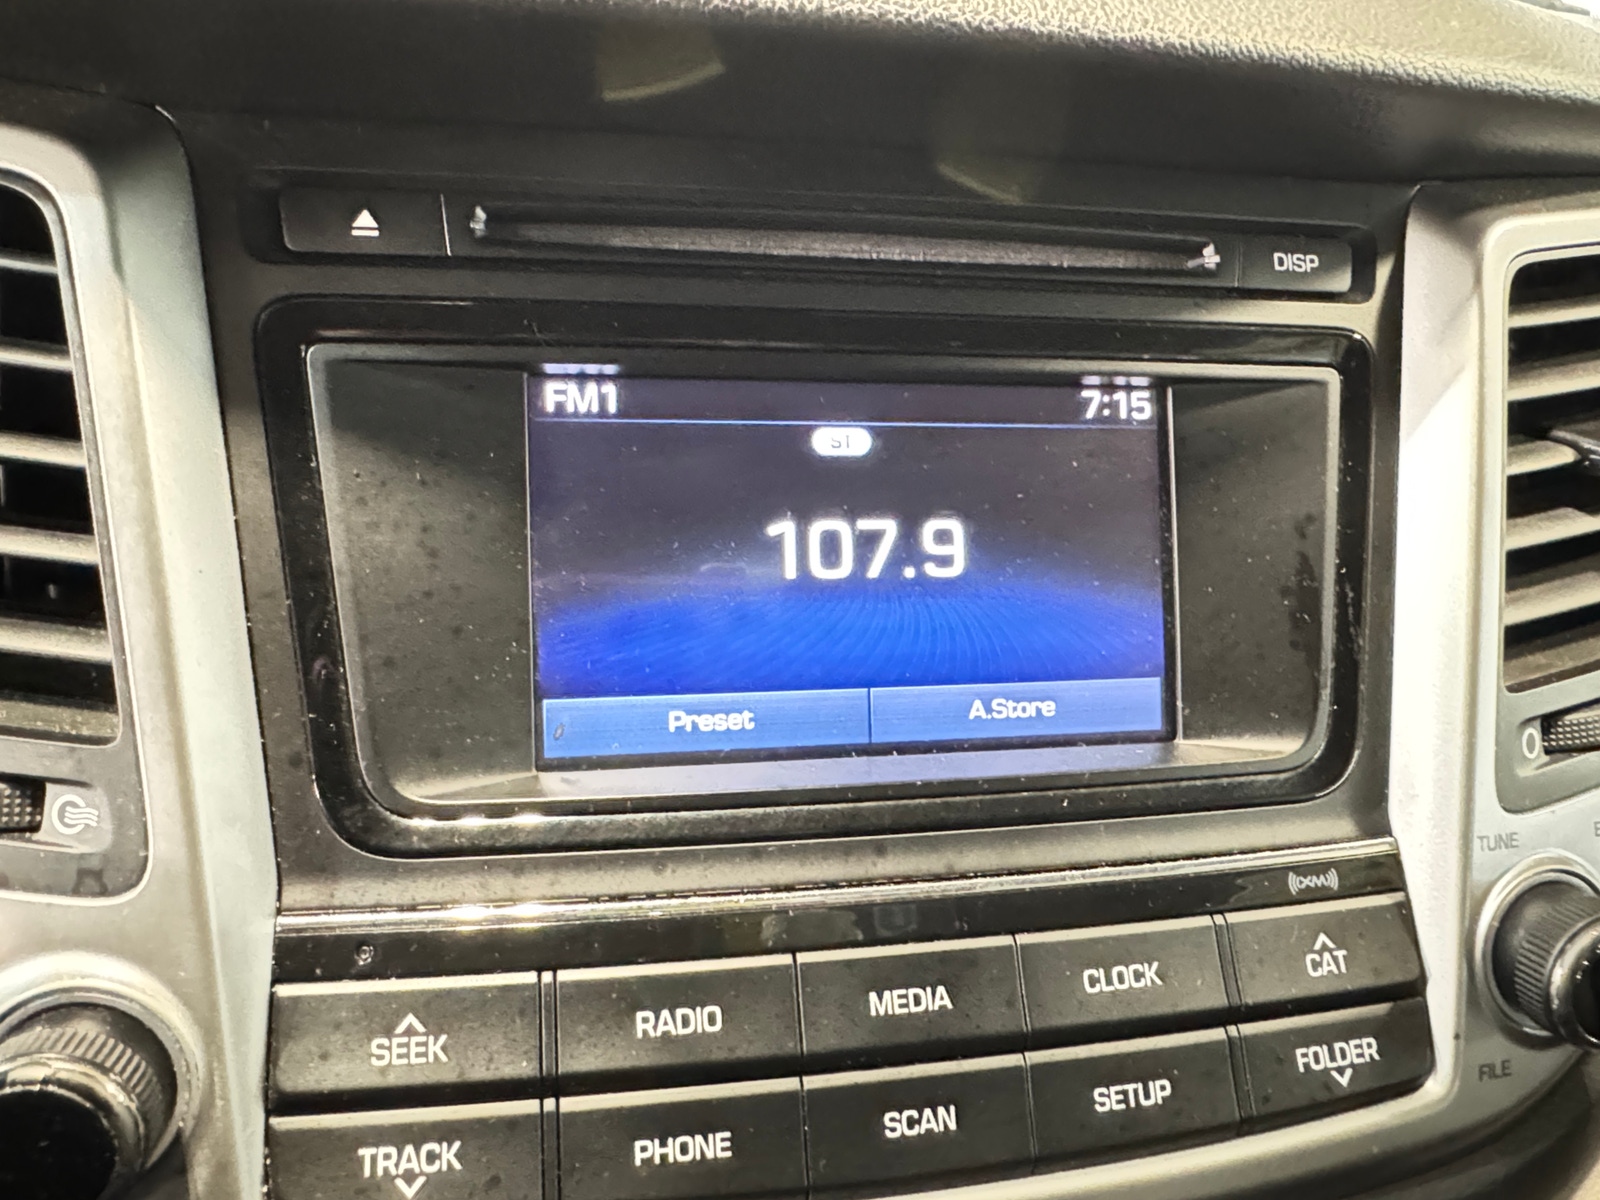 DISP
FM1 7:15
ST
107.9
Preset A.Store
TUNE
((XM))
SEEK RADIO MEDIA CLOCK CAT
TRACK PHONE SCAN SETUP FOLDER
FILE